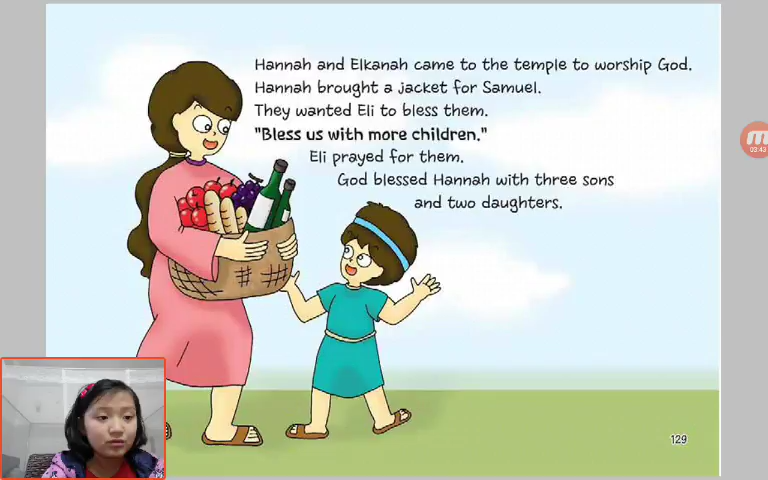 Hannah and Elkanah came to the temple to worship God.
Hannah brought a jacket for Samuel.
They wanted Eli to bless them.
"Bless us with more children."
Eli prayed for them.
God blessed Hannah with three sons
and two daughters.
129
03:43